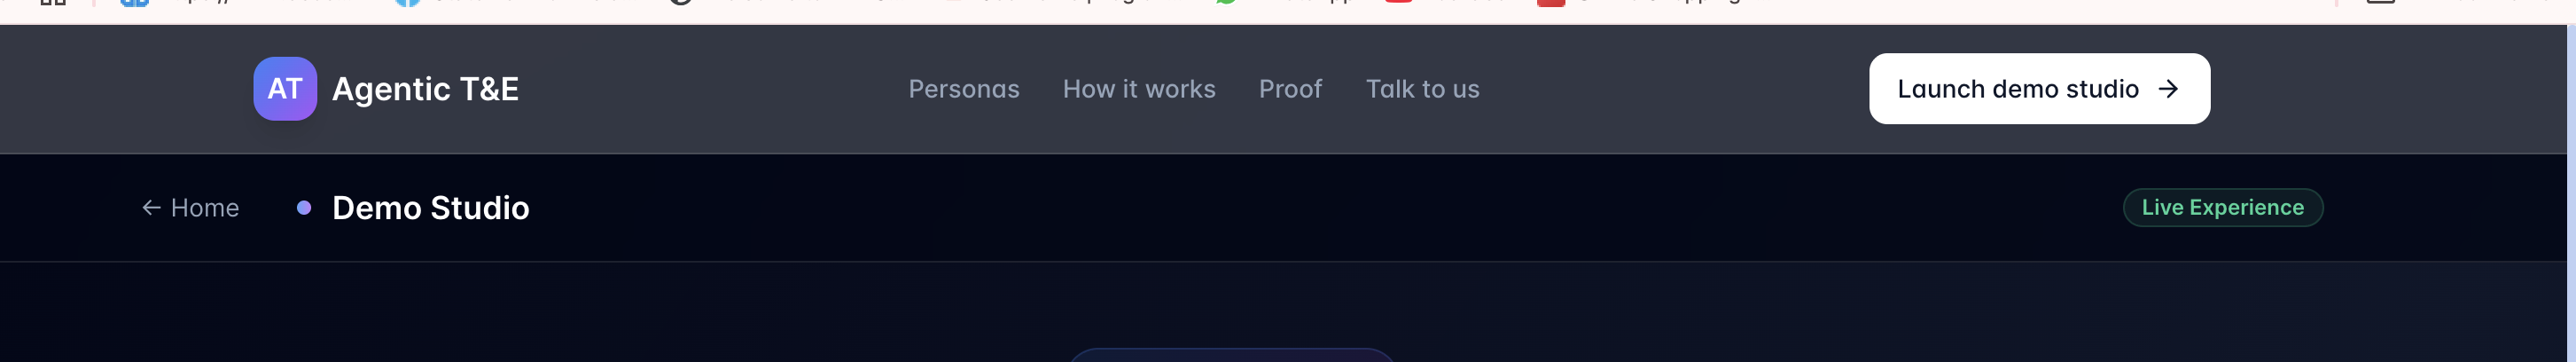 AT Agentic T&E Personas How it works Proof Talk to us Launch demo studio →
← Home Demo Studio Live Experience